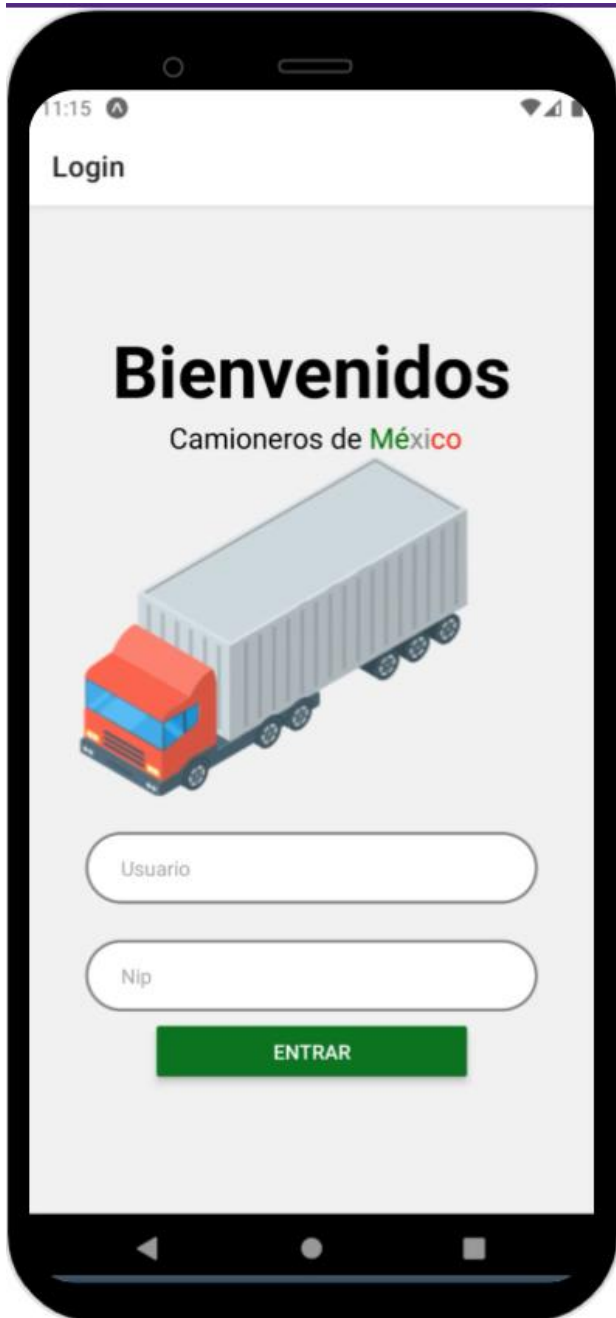 11:15
Login
Bienvenidos
Camioneros de México
Usuario
Nip
ENTRAR